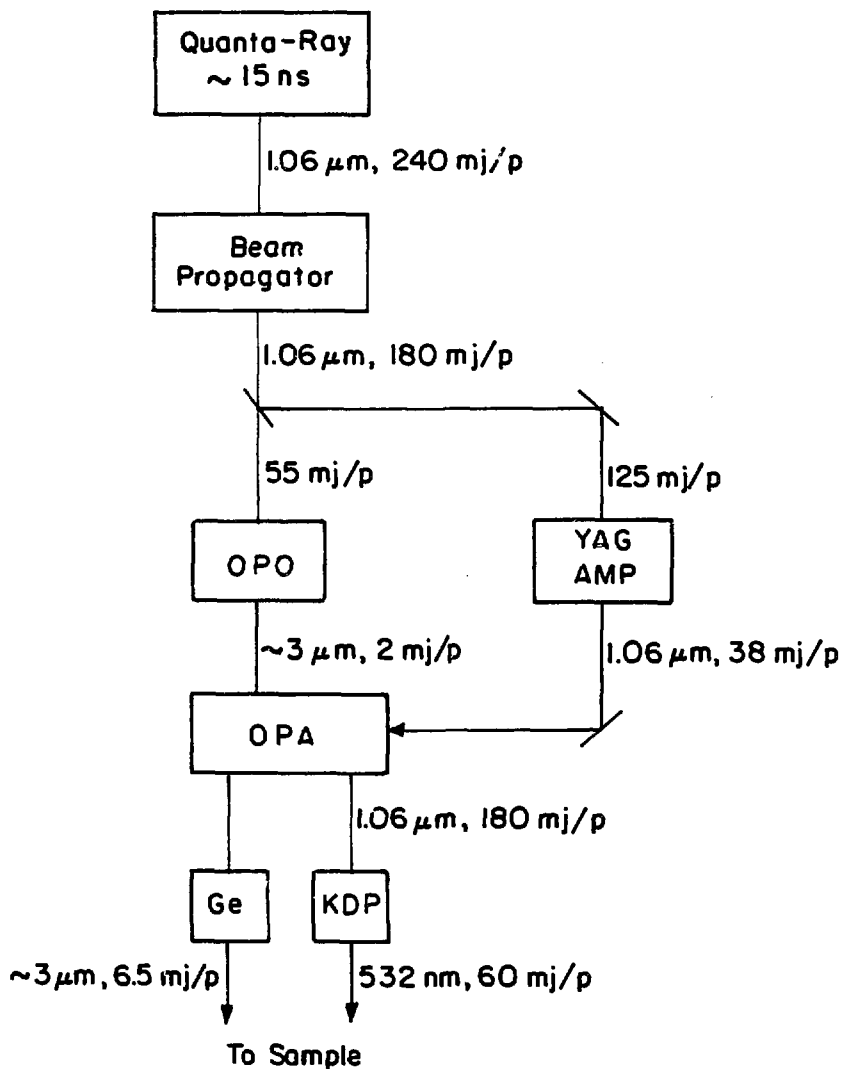 Quanta-Ray
~ 15 ns
1.06 μm, 240 mj/p
Beam
Propagator
1.06 μm, 180 mj/p
55 mj/p
125 mj/p
OPO
YAG
AMP
~3 μm, 2 mj/p
1.06 μm, 38 mj/p
OPA
1.06 μm, 180 mj/p
Ge
KDP
~3μm, 6.5 mj/p
532 nm, 60 mj/p
To Sample